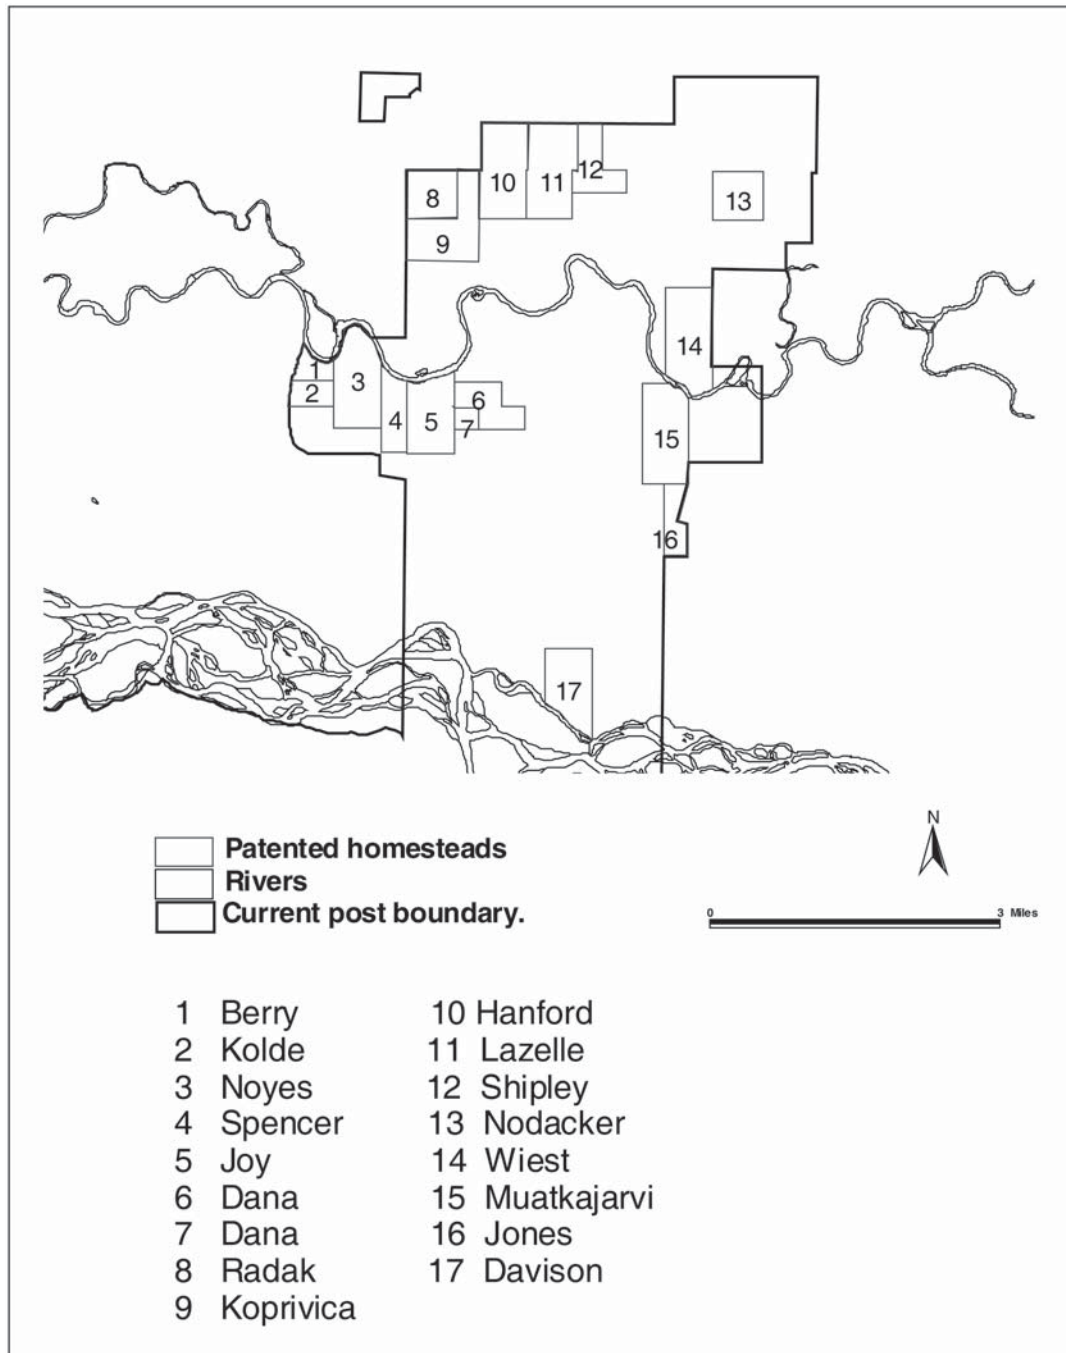 12
8
10
11
13
9
14
1
2
3
6
4
5
7
15
16
17
N
Patented homesteads
Rivers
Current post boundary.
0 3 Miles
1 Berry
2 Kolde
3 Noyes
4 Spencer
5 Joy
6 Dana
7 Dana
8 Radak
9 Koprivica
10 Hanford
11 Lazelle
12 Shipley
13 Nodacker
14 Wiest
15 Muatkajarvi
16 Jones
17 Davison